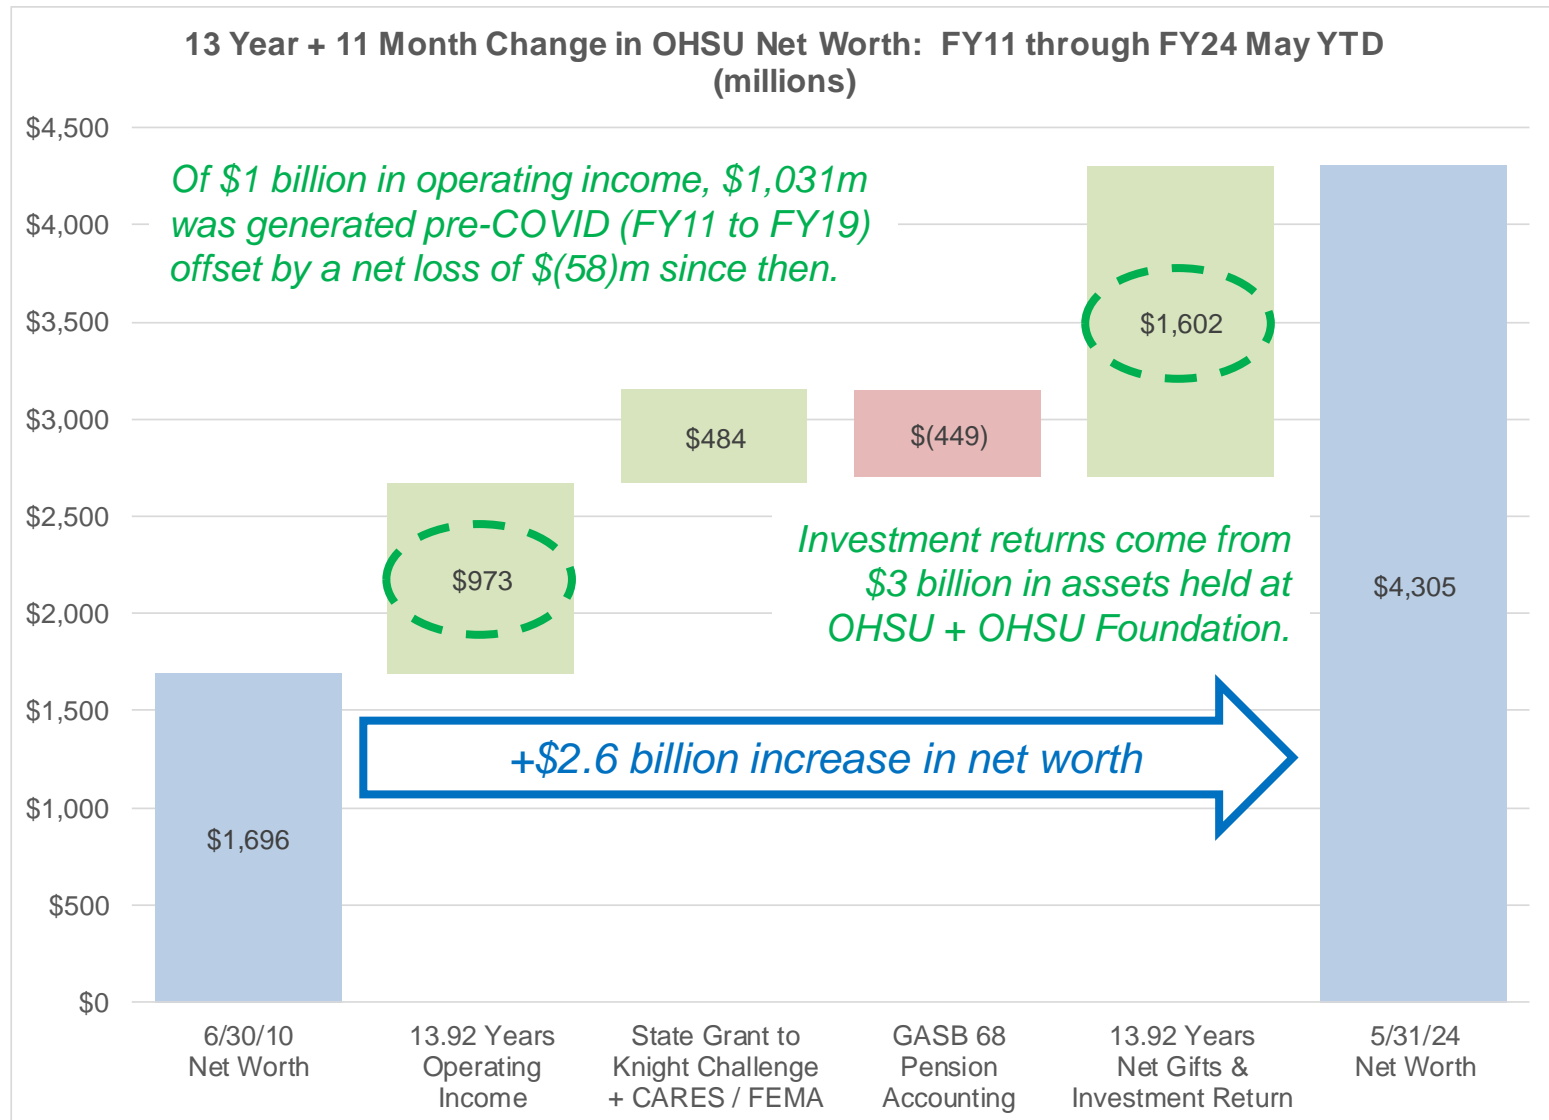 13 Year + 11 Month Change in OHSU Net Worth: FY11 through FY24 May YTD
(millions)
$4,500
$4,000
$3,500
$3,000
$2,500
$2,000
$1,500
$1,000
$500
$0
Of $1 billion in operating income, $1,031m
was generated pre-COVID (FY11 to FY19)
offset by a net loss of $(58)m since then.
$1,602
$484
$(449)
$973
Investment returns come from
$3 billion in assets held at
OHSU + OHSU Foundation.
$4,305
+$2.6 billion increase in net worth
$1,696
6/30/10
Net Worth
13.92 Years
Operating
Income
State Grant to
Knight Challenge
+ CARES / FEMA
GASB 68
Pension
Accounting
13.92 Years
Net Gifts &
Investment Return
5/31/24
Net Worth